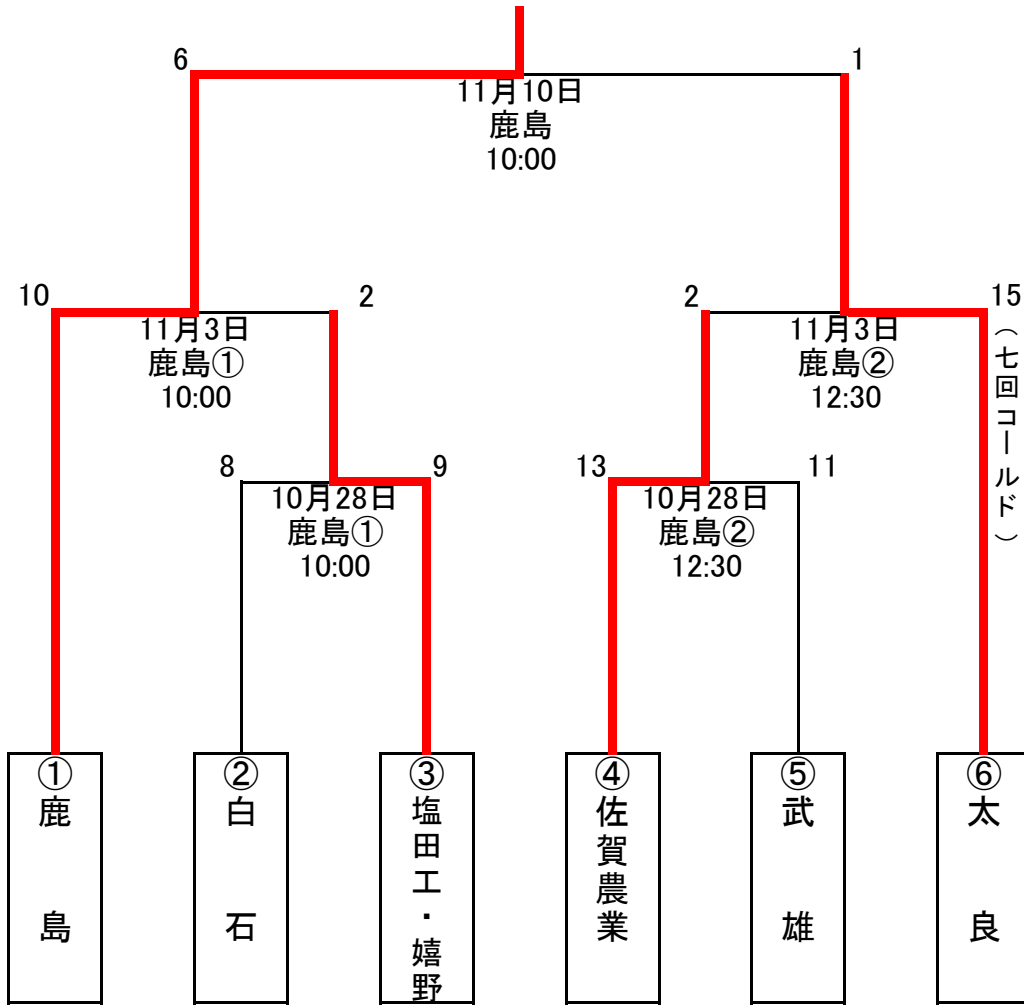 6
1
11月10日
鹿島
10:00
10
2
2
15
（七回コールド）
11月3日
鹿島①
10:00
11月3日
鹿島②
12:30
8
9
13
11
10月28日
鹿島①
10:00
10月28日
鹿島②
12:30
①鹿島
②白石
③塩田工・嬉野
④佐賀農業
⑤武雄
⑥太良